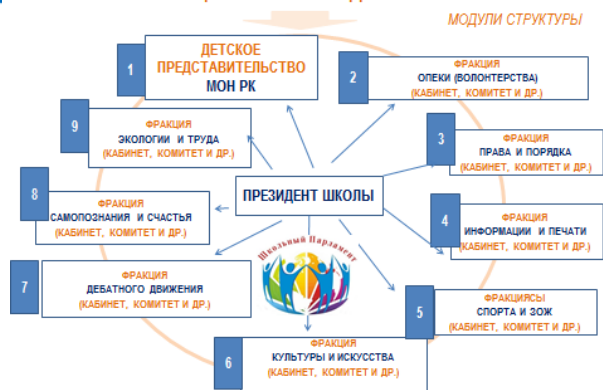 МОДУЛИ СТРУКТУРЫ
1
ДЕТСКОЕ
ПРЕДСТАВИТЕЛЬСТВО
МОН РК
2
ФРАКЦИЯ
ОПЕКИ (ВОЛОНТЕРСТВА)
(КАБИНЕТ, КОМИТЕТ И ДР.)
3
ФРАКЦИЯ
ПРАВА И ПОРЯДКА
(КАБИНЕТ, КОМИТЕТ И ДР.)
4
ФРАКЦИЯ
ИНФОРМАЦИИ И ПЕЧАТИ
(КАБИНЕТ, КОМИТЕТ И ДР.)
5
ФРАКЦИЯСЫ
СПОРТА И ЗОЖ
(КАБИНЕТ, КОМИТЕТ И ДР.)
6
ФРАКЦИЯ
КУЛЬТУРЫ И ИСКУССТВА
(КАБИНЕТ, КОМИТЕТ И ДР.)
7
ФРАКЦИЯ
ДЕБАТНОГО ДВИЖЕНИЯ
(КАБИНЕТ, КОМИТЕТ И ДР.)
8
ФРАКЦИЯ
САМОПОЗНАНИЯ И СЧАСТЬЯ
(КАБИНЕТ, КОМИТЕТ И ДР.)
9
ФРАКЦИЯ
ЭКОЛОГИИ И ТРУДА
(КАБИНЕТ, КОМИТЕТ И ДР.)
ПРЕЗИДЕНТ ШКОЛЫ
Школьный Парламент